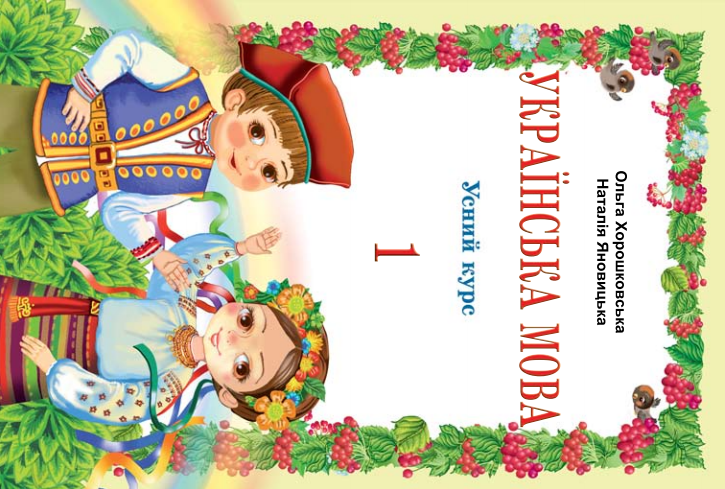 Ольга Хорошковська
Наталія Яновицька
УКРАЇНСЬКА МОВА
Усний курс
1